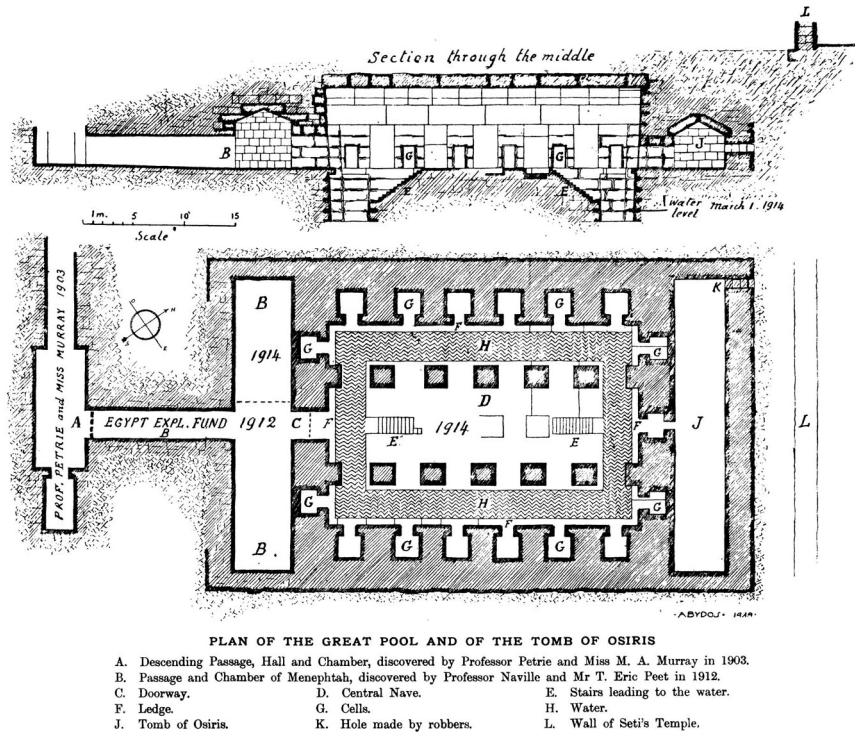 L
Section through the middle
B
G
G
J
E
E
water level March 1. 1914
1m. 5 10 15
Scale
PROF. PETRIE and MISS MURRAY 1903
B
1914
G
G
K
G
F
G
H
A
EGYPT EXPL. FUND 1912
B
C
F
D
E
1914
E
F
J
L
G
H
G
B.
F
G
G
·ABYDOS· 1914·
PLAN OF THE GREAT POOL AND OF THE TOMB OF OSIRIS
A. Descending Passage, Hall and Chamber, discovered by Professor Petrie and Miss M. A. Murray in 1903.
B. Passage and Chamber of Menephtah, discovered by Professor Naville and Mr T. Eric Peet in 1912.
C. Doorway. D. Central Nave. E. Stairs leading to the water.
F. Ledge. G. Cells. H. Water.
J. Tomb of Osiris. K. Hole made by robbers. L. Wall of Seti's Temple.